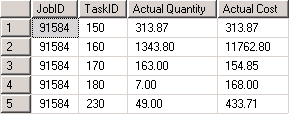 JobID TaskID Actual Quantity Actual Cost
1 91584 150 313.87 313.87
2 91584 160 1343.80 11762.80
3 91584 170 163.00 154.85
4 91584 180 7.00 168.00
5 91584 230 49.00 433.71